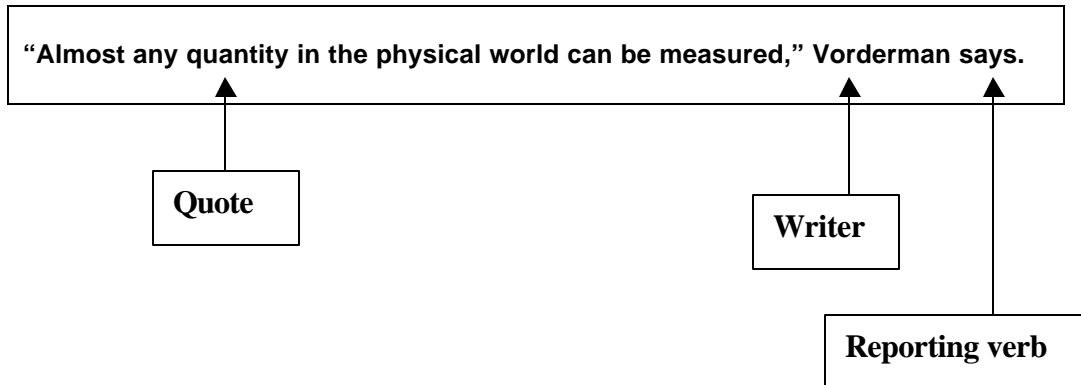 “Almost any quantity in the physical world can be measured,” Vorderman says.
Quote
Writer
Reporting verb